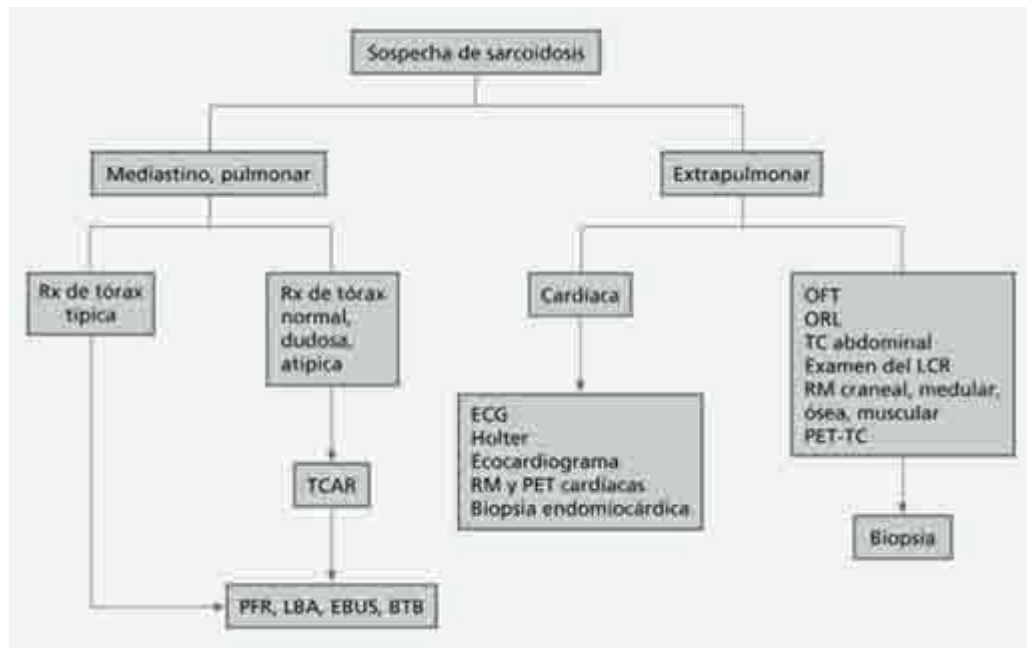 Sospecha de sarcoidosis
Mediastino, pulmonar
Extrapulmonar
Rx de tórax
típica
Rx de tórax
normal,
dudosa,
atípica
Cardíaca
OFT
ORL
TC abdominal
Examen del LCR
RM craneal, medular,
ósea, muscular
PET-TC
ECG
Holter
Ecocardiograma
RM y PET cardíacas
Biopsia endomiocárdica
TCAR
Biopsia
PFR, LBA, EBUS, BTB